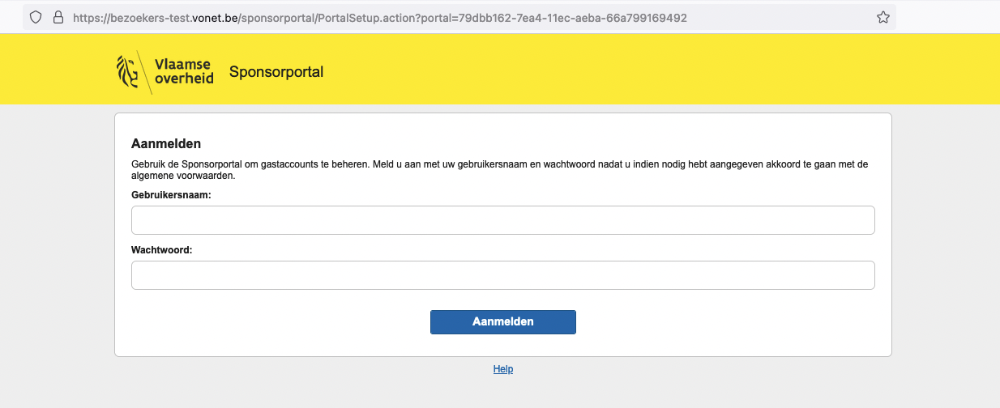 https://bezoekers-test.vonet.be/sponsorportal/PortalSetup.action?portal=79dbb162-7ea4-11ec-aeba-66a799169492
Vlaamse
overheid
Sponsorportal
Aanmelden
Gebruik de Sponsorportal om gastaccounts te beheren. Meld u aan met uw gebruikersnaam en wachtwoord nadat u indien nodig hebt aangegeven akkoord te gaan met de
algemene voorwaarden.
Gebruikersnaam:
Wachtwoord:
Aanmelden
Help